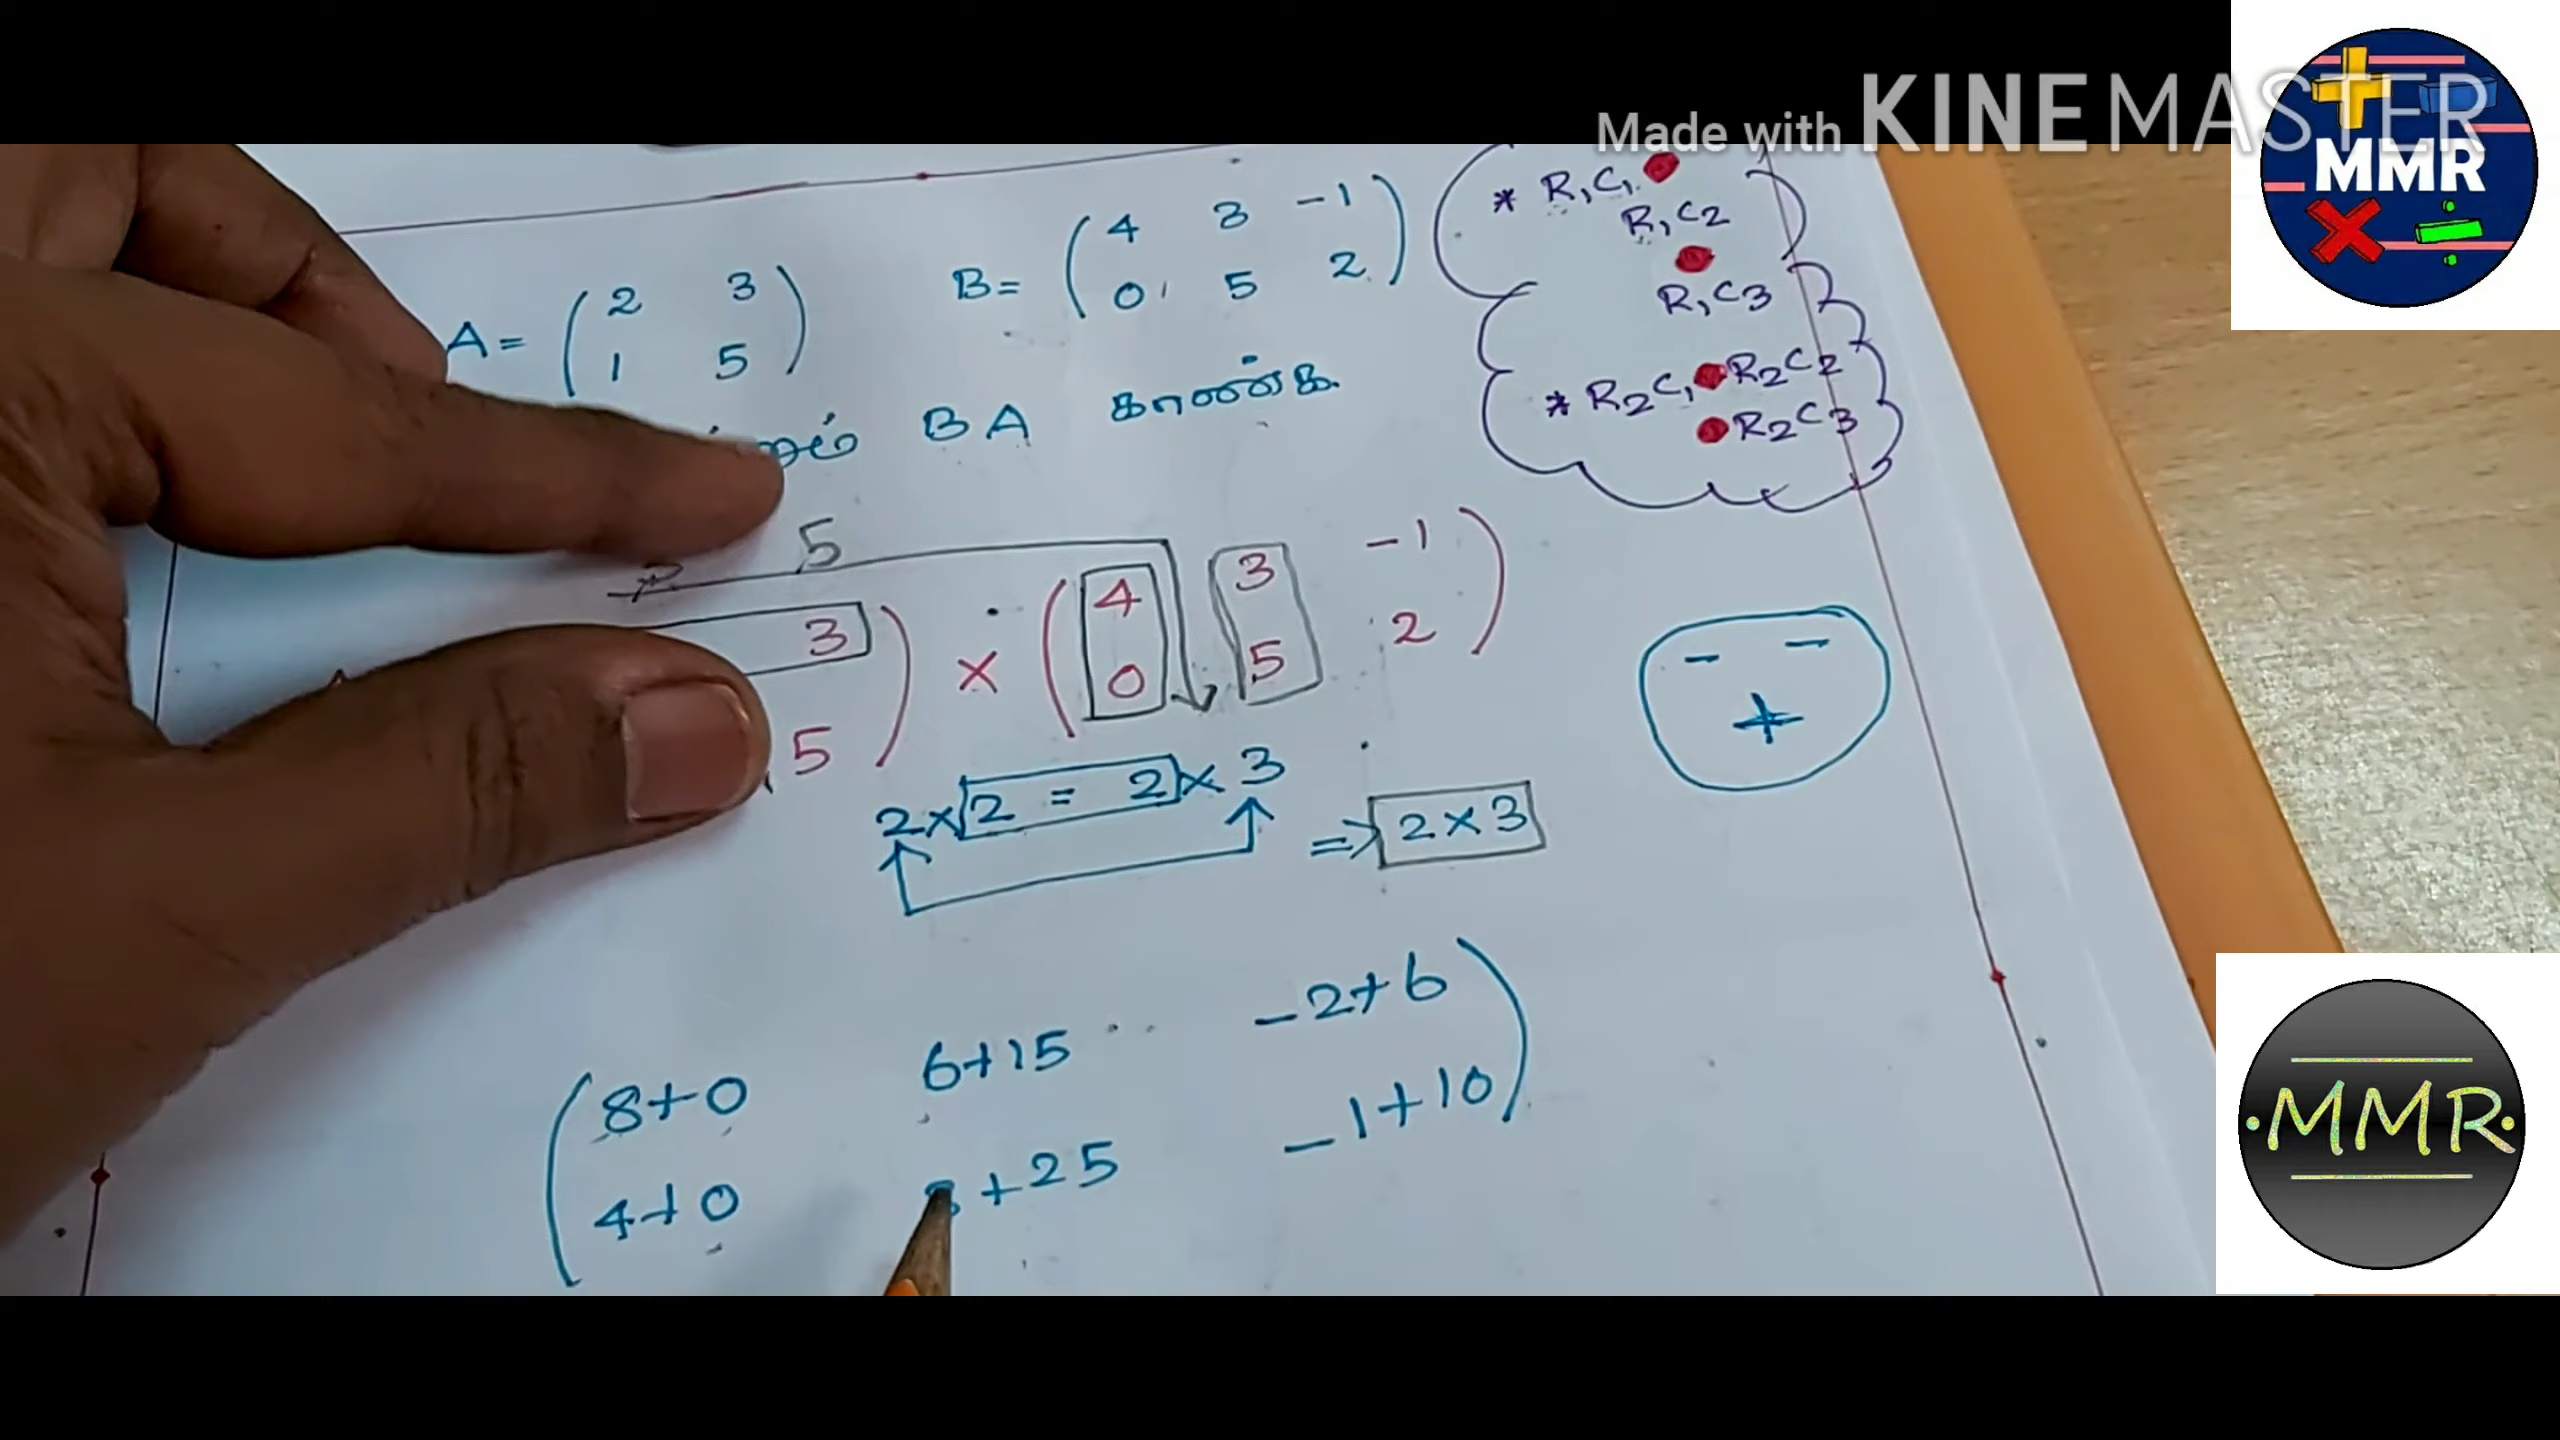 Made with KINEMASTER
MMR
* R1C1
R1C2
R1C3
* R2C1 R2C2
R2C3
A = ( 2 3
1 5 )
B = ( 4 3 -1
0 5 2 )
BA காண்க
5
3 ) × ( 4 3 -1
5 0 5 2 )
2×2 = 2×3
=> 2×3
- -
+
( 8+0 6+15 -2+6
4+0 +25 -1+10 )
MMR